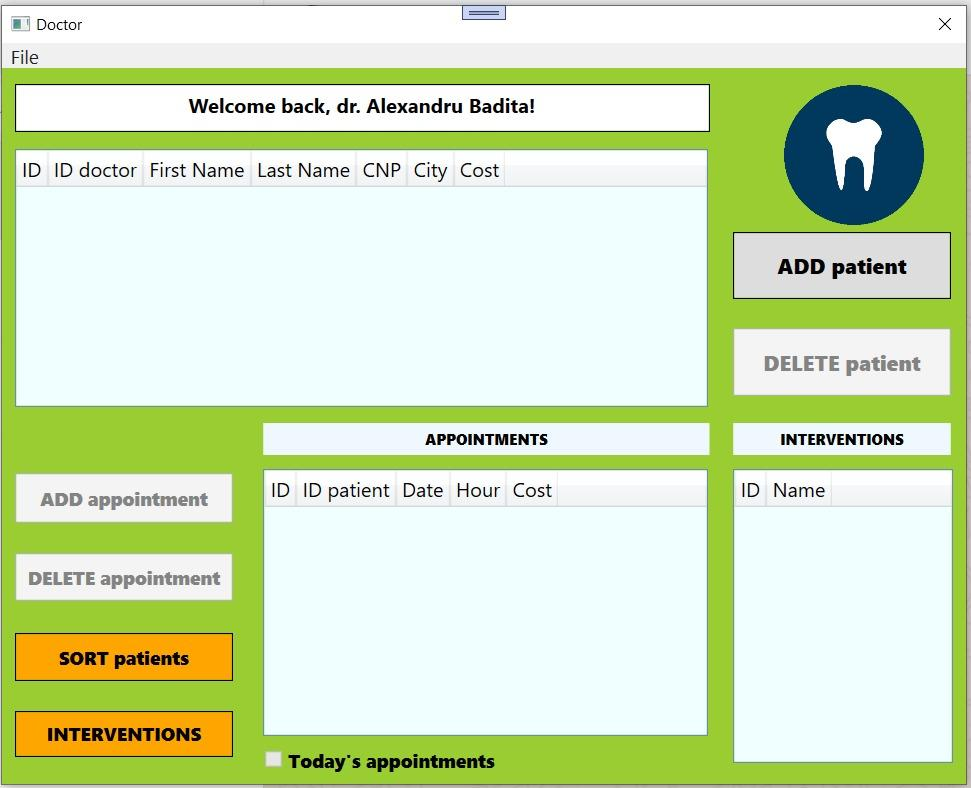 Doctor
File
Welcome back, dr. Alexandru Badita!
ID ID doctor First Name Last Name CNP City Cost
ADD patient
DELETE patient
APPOINTMENTS
INTERVENTIONS
ID ID patient Date Hour Cost
ID Name
ADD appointment
DELETE appointment
SORT patients
INTERVENTIONS
Today's appointments